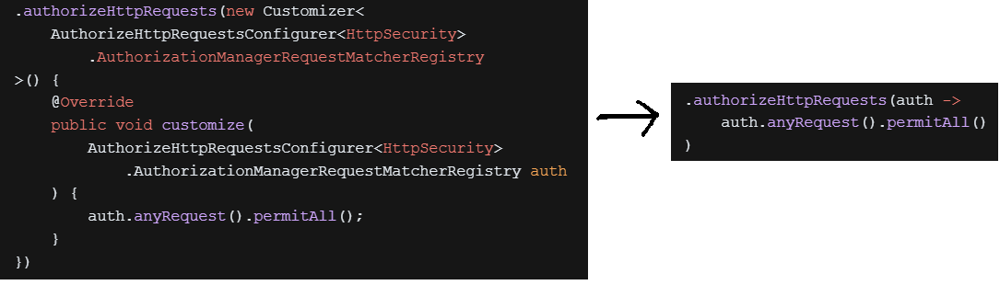 .authorizeHttpRequests(new Customizer<
    AuthorizeHttpRequestsConfigurer<HttpSecurity>
        .AuthorizationManagerRequestMatcherRegistry
>() {
    @Override
    public void customize(
        AuthorizeHttpRequestsConfigurer<HttpSecurity>
            .AuthorizationManagerRequestMatcherRegistry auth
    ) {
        auth.anyRequest().permitAll();
    }
})
.authorizeHttpRequests(auth ->
    auth.anyRequest().permitAll()
)